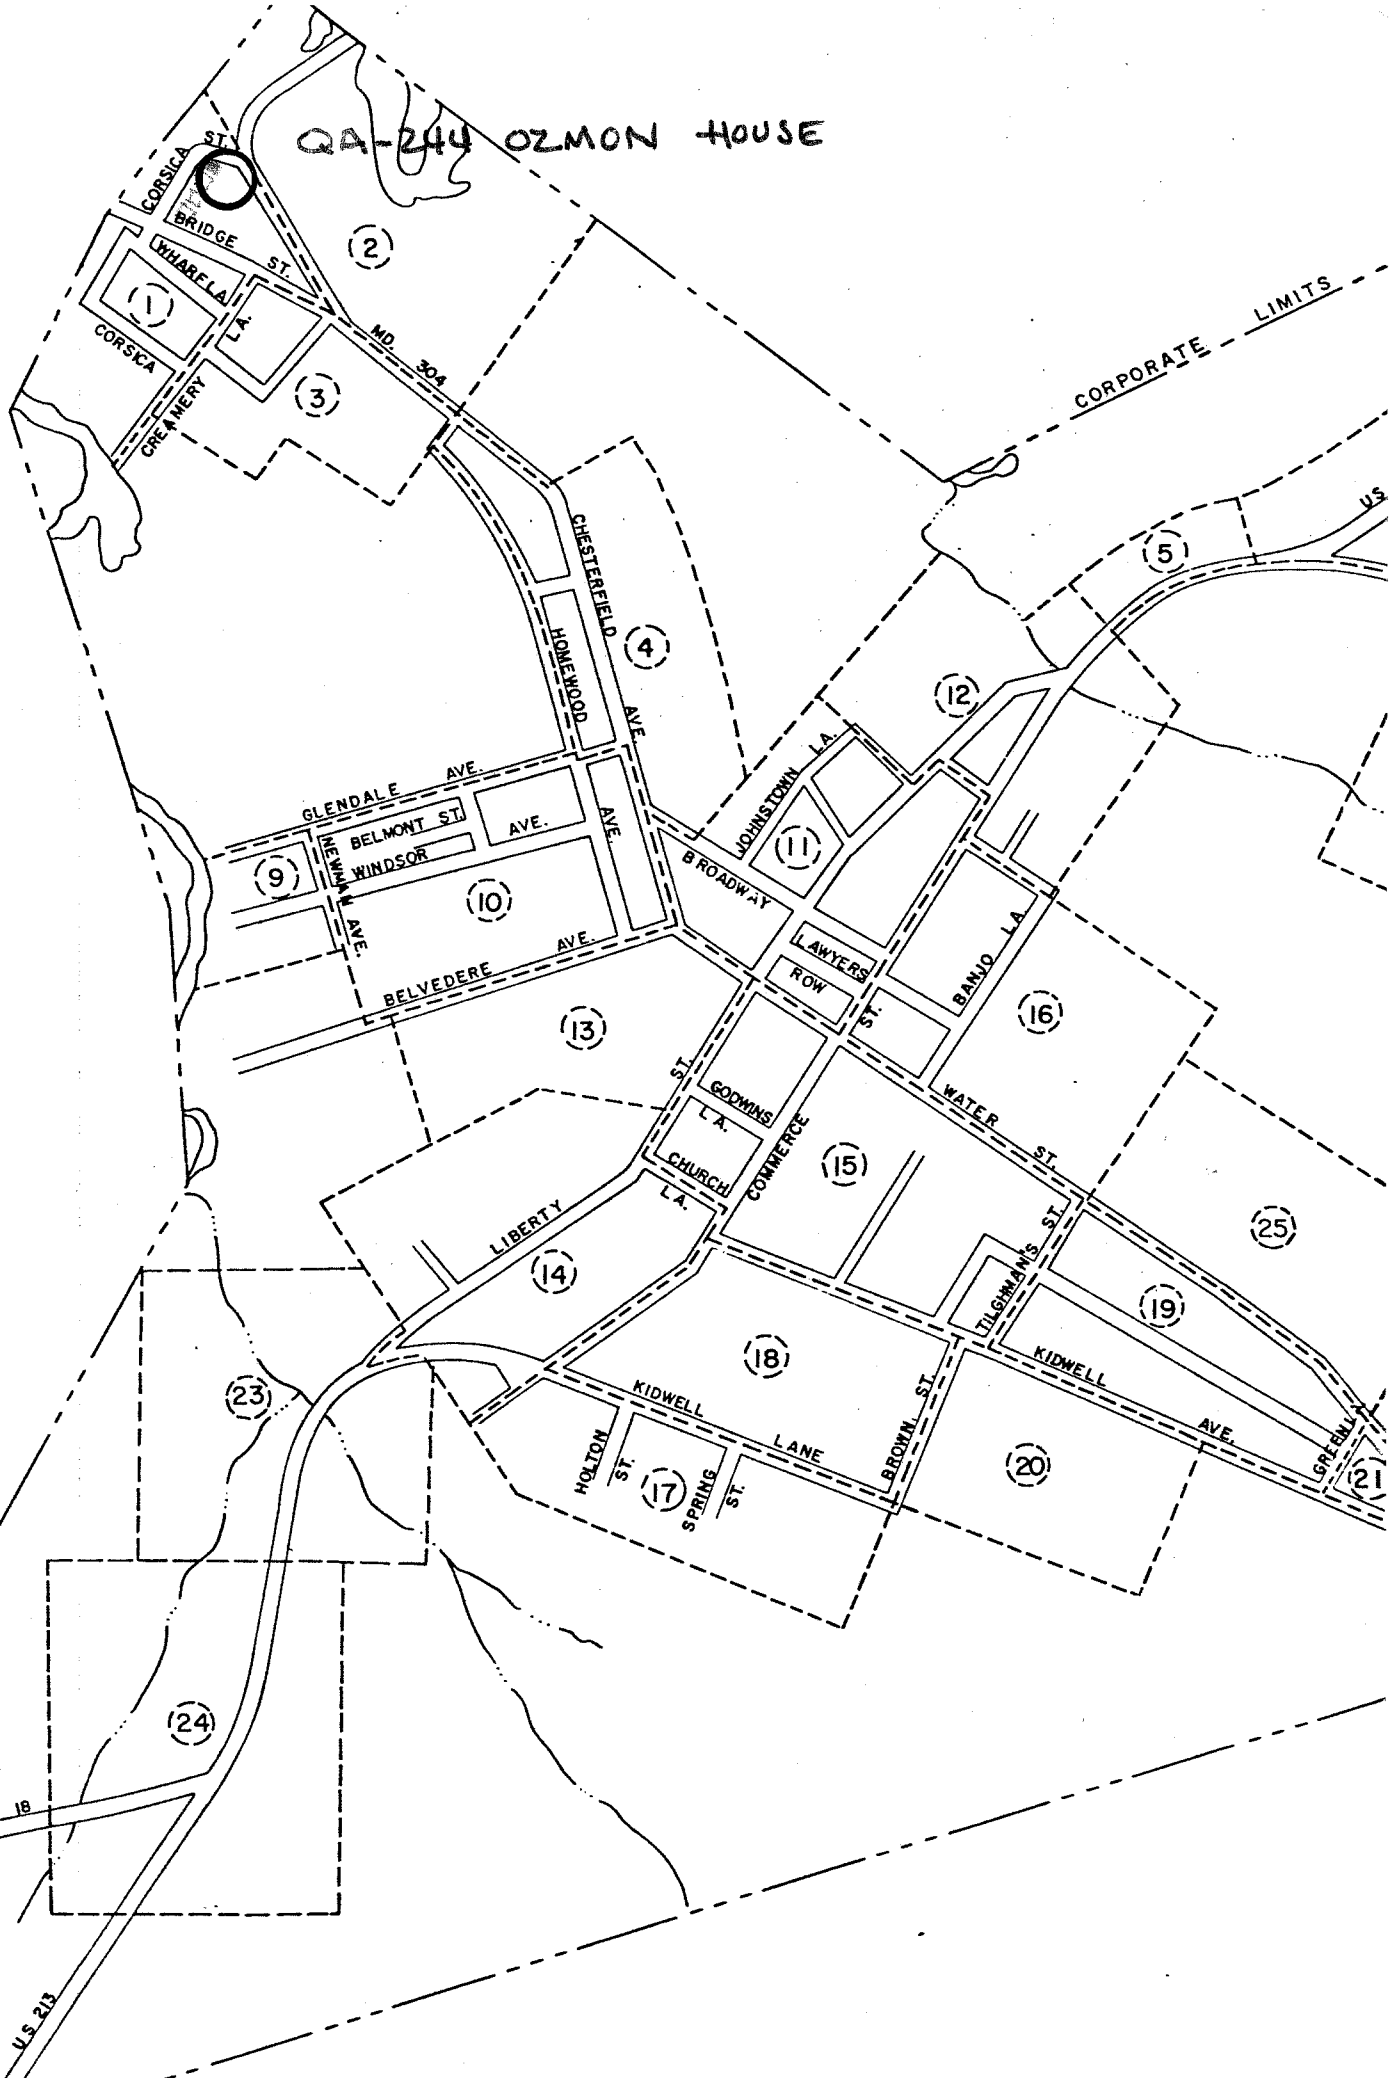 QA-244 OZMON HOUSE
CORSICA ST.
BRIDGE ST.
WHARF LA.
2
1
CORSICA
LA.
CREAMERY
3
MD. 304
CORPORATE LIMITS
US
5
CHESTERFIELD AVE.
HOMEWOOD AVE.
4
12
GLENDALE AVE.
BELMONT ST.
WINDSOR AVE.
NEWMAN AVE.
9
10
JOHNSTOWN LA.
11
BROADWAY
LAWYERS
ROW
ST.
BANJO LA.
16
BELVEDERE AVE.
13
ST.
GODWINS
LA.
CHURCH
LA.
COMMERCE
WATER ST.
15
LIBERTY
14
TILGHMAN'S ST.
25
19
18
23
KIDWELL LANE
KIDWELL AVE.
HOLTON
ST.
17
SPRING
ST.
BROWN ST.
20
GREEN L
21
24
18
US 213